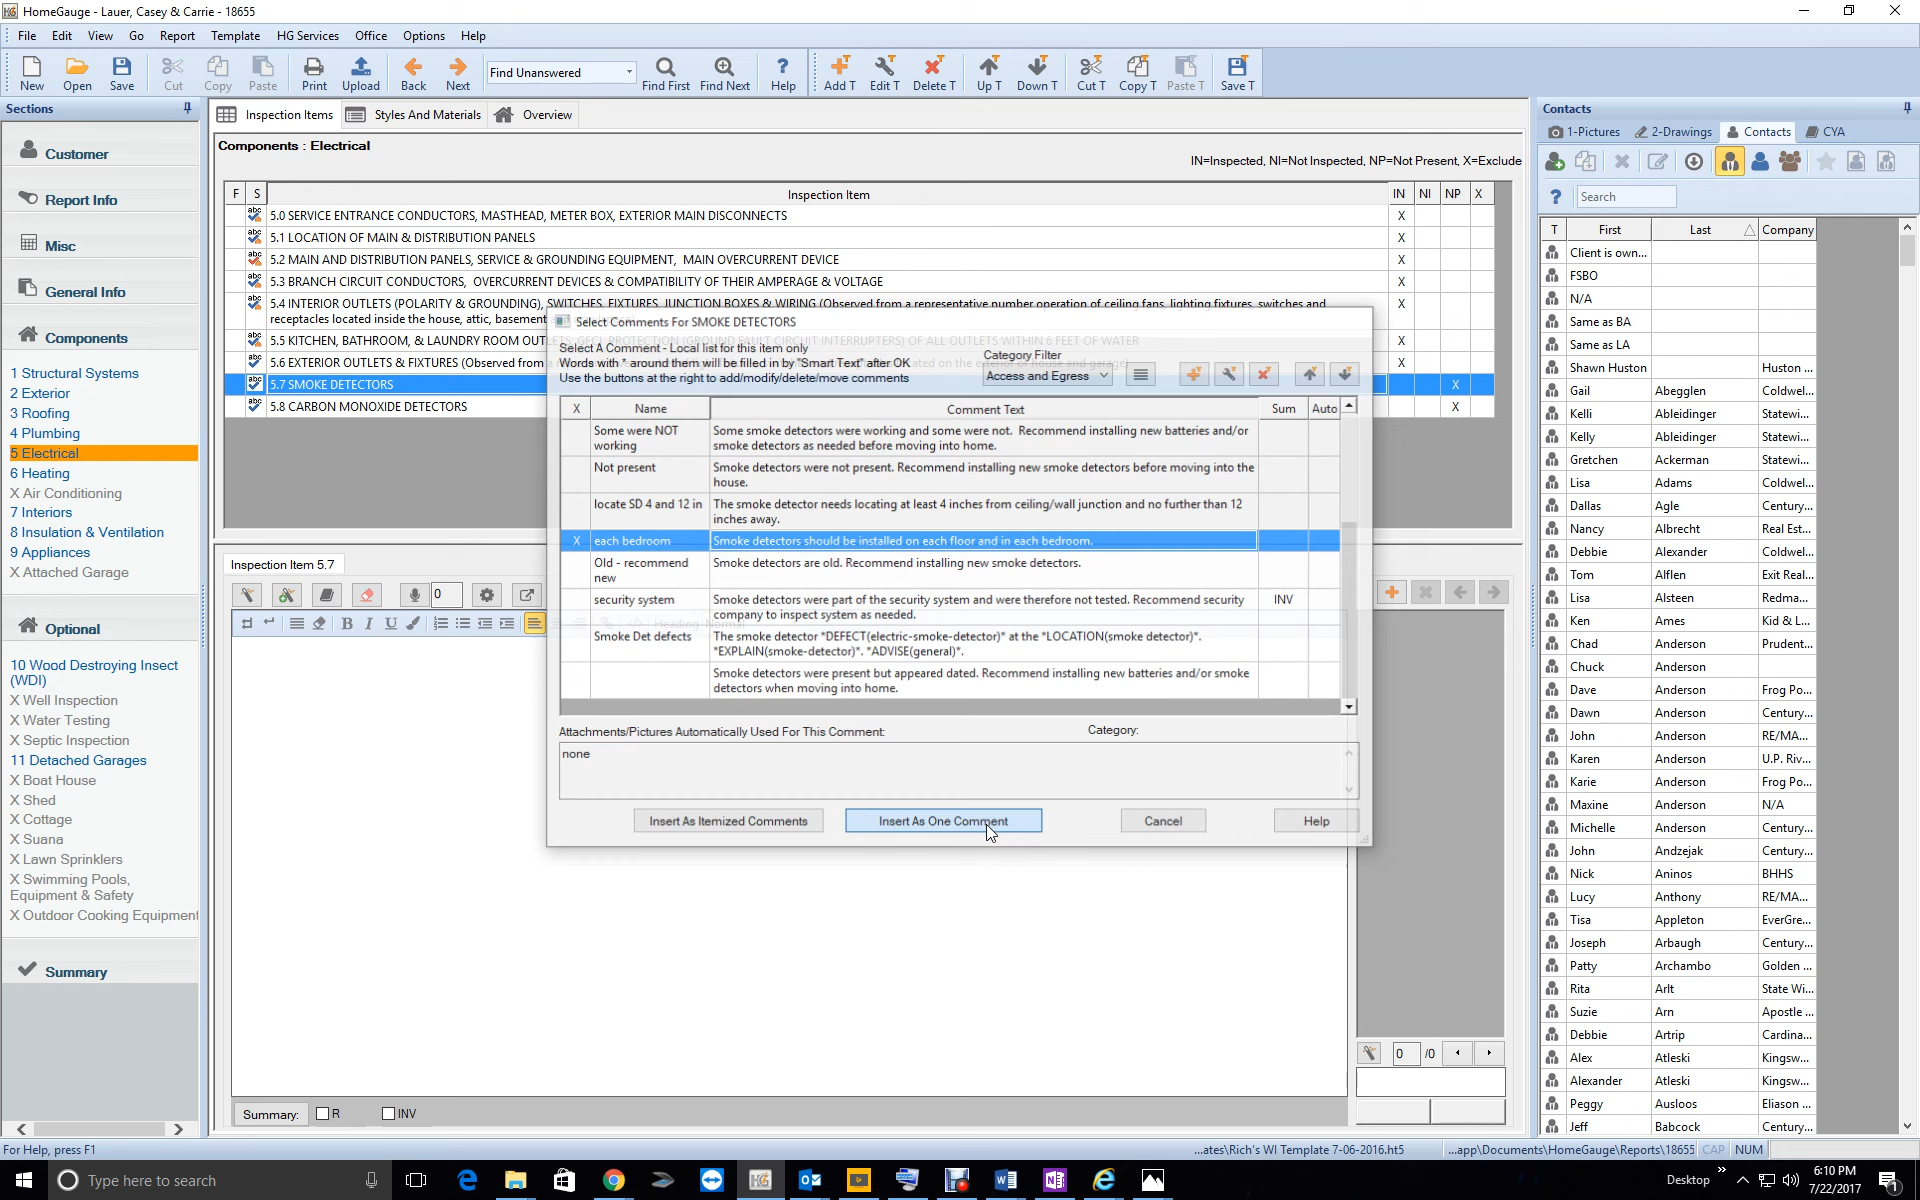 HomeGauge - Lauer, Casey & Carrie - 18655
File Edit View Go Report Template HG Services Office Options Help
New Open Save Cut Copy Paste Print Upload Back Next Find Unanswered Find First Find Next Help Add T Edit T Delete T Up T Down T Cut T Copy T Paste T Save T
Sections
Customer
Report Info
Misc
General Info
Components
1 Structural Systems
2 Exterior
3 Roofing
4 Plumbing
5 Electrical
6 Heating
X Air Conditioning
7 Interiors
8 Insulation & Ventilation
9 Appliances
X Attached Garage
Optional
10 Wood Destroying Insect
(WDI)
X Well Inspection
X Water Testing
X Septic Inspection
11 Detached Garages
X Boat House
X Shed
X Cottage
X Suana
X Lawn Sprinklers
X Swimming Pools,
Equipment & Safety
X Outdoor Cooking Equipment
Summary
Inspection Items Styles And Materials Overview
Components : Electrical
IN=Inspected, NI=Not Inspected, NP=Not Present, X=Exclude
F S Inspection Item IN NI NP X
5.0 SERVICE ENTRANCE CONDUCTORS, MASTHEAD, METER BOX, EXTERIOR MAIN DISCONNECTS X
5.1 LOCATION OF MAIN & DISTRIBUTION PANELS X
5.2 MAIN AND DISTRIBUTION PANELS, SERVICE & GROUNDING EQUIPMENT, MAIN OVERCURRENT DEVICE X
5.3 BRANCH CIRCUIT CONDUCTORS, OVERCURRENT DEVICES & COMPATIBILITY OF THEIR AMPERAGE & VOLTAGE X
5.4 INTERIOR OUTLETS (POLARITY & GROUNDING), SWITCHES, FIXTURES, JUNCTION BOXES & WIRING (Observed from a representative number operation of ceiling fans, lighting fixtures, switches and X
receptacles located inside the house, attic, basement
5.5 KITCHEN, BATHROOM, & LAUNDRY ROOM OUTLETS, GFCI PROTECTION (GROUND FAULT CIRCUIT INTERRUPTERS) OF ALL OUTLETS WITHIN 6 FEET OF WATER X
5.6 EXTERIOR OUTLETS & FIXTURES (Observed from a located on the exterior of house and garage) X
5.7 SMOKE DETECTORS X
5.8 CARBON MONOXIDE DETECTORS X
Select Comments For SMOKE DETECTORS
Select A Comment - Local list for this item only
Words with * around them will be filled in by "Smart Text" after OK
Use the buttons at the right to add/modify/delete/move comments
Category Filter
Access and Egress
X Name Comment Text Sum Auto
Some were NOT
working
Some smoke detectors were working and some were not. Recommend installing new batteries and/or
smoke detectors as needed before moving into home.
Not present
Smoke detectors were not present. Recommend installing new smoke detectors before moving into the
house.
locate SD 4 and 12 in
The smoke detector needs locating at least 4 inches from ceiling/wall junction and no further than 12
inches away.
X each bedroom Smoke detectors should be installed on each floor and in each bedroom.
Old - recommend
new
Smoke detectors are old. Recommend installing new smoke detectors.
security system
Smoke detectors were part of the security system and were therefore not tested. Recommend security
company to inspect system as needed.
INV
Smoke Det defects
The smoke detector *DEFECT(electric-smoke-detector)* at the *LOCATION(smoke detector)*.
*EXPLAIN(smoke-detector)*. *ADVISE(general)*.
Smoke detectors were present but appeared dated. Recommend installing new batteries and/or smoke
detectors when moving into home.
Attachments/Pictures Automatically Used For This Comment:
Category:
none
Insert As Itemized Comments Insert As One Comment Cancel Help
Inspection Item 5.7
0
B I U
Heading: Normal
0 /0
Summary: R INV
Contacts
1-Pictures 2-Drawings Contacts CYA
Search
T First Last Company
Client is own...
FSBO
N/A
Same as BA
Same as LA
Shawn Huston Huston ...
Gail Abegglen Coldwel...
Kelli Ableidinger Statewi...
Kelly Ableidinger Statewi...
Gretchen Ackerman Statewi...
Lisa Adams Coldwel...
Dallas Agle Century...
Nancy Albrecht Real Est...
Debbie Alexander Coldwel...
Tom Alflen Exit Real...
Lisa Alsteen Redma...
Ken Ames Kid & L...
Chad Anderson Prudent...
Chuck Anderson
Dave Anderson Frog Po...
Dawn Anderson Century...
John Anderson RE/MA...
Karen Anderson U.P. Riv...
Karie Anderson Frog Po...
Maxine Anderson N/A
Michelle Anderson Century...
John Andzejak Century...
Nick Aninos BHHS
Lucy Anthony RE/MA...
Tisa Appleton EverGre...
Joseph Arbaugh Century...
Patty Archambo Golden ...
Rita Arlt State Wi...
Suzie Arn Apostle ...
Debbie Artrip Cardina...
Alex Atleski Kingsw...
Alexander Atleski Kingsw...
Peggy Ausloos Eliason ...
Jeff Babcock Century...
For Help, press F1
...ates\Rich's WI Template 7-06-2016.ht5 ...app\Documents\HomeGauge\Reports\18655 CAP NUM
Type here to search
Desktop
6:10 PM
7/22/2017
1